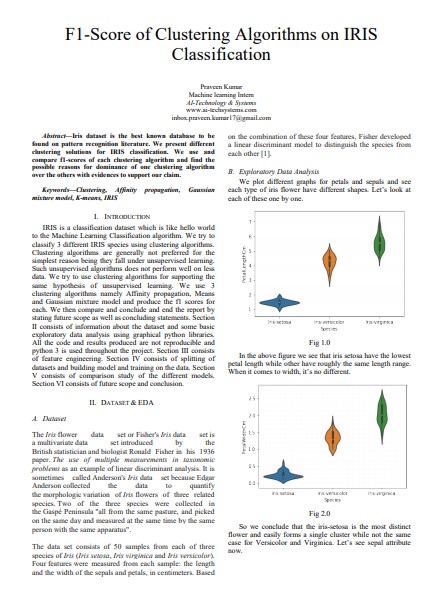 F1-Score of Clustering Algorithms on IRIS
Classification
Praveen Kumar
Machine learning Intern
AI-Technology & Systems
www.ai-techsystems.com
inbox.praveen.kumar17@gmail.com
Abstract—Iris dataset is the best known database to be
found on pattern recognition literature. We present different
clustering solutions for IRIS classification. We use and
compare f1-scores of each clustering algorithm and find the
possible reasons for dominance of one clustering algorithm
over the others with evidences to support our claim.
Keywords—Clustering, Affinity propagation, Gaussian
mixture model, K-means, IRIS
I. INTRODUCTION
IRIS is a classification dataset which is like hello world
to the Machine Learning Classification algorithm. We try to
classify 3 different IRIS species using clustering algorithms.
Clustering algorithms are generally not preferred for the
simplest reason being they fall under unsupervised learning.
Such unsupervised algorithms does not perform well on less
data. We try to use clustering algorithms for supporting the
same hypothesis of unsupervised learning. We use 3
clustering algorithms namely Affinity propagation, Means
and Gaussian mixture model and produce the f1 scores for
each. We then compare and conclude and end the report by
stating future scope as well as concluding statements. Section
II consists of information about the dataset and some basic
exploratory data analysis using graphical python libraries.
All the code and results produced are not reproducible and
python 3 is used throughout the project. Section III consists
of feature engineering. Section IV consists of splitting of
datasets and building model and training on the data. Section
V consists of comparison study of the different models.
Section VI consists of future scope and conclusion.
II. DATASET & EDA
A. Dataset
The Iris flower data set or Fisher's Iris data set is
a multivariate data set introduced by the
British statistician and biologist Ronald Fisher in his 1936
paper. The use of multiple measurements in taxonomic
problems as an example of linear discriminant analysis. It is
sometimes called Anderson's Iris data set because Edgar
Anderson collected the data to quantify
the morphologic variation of Iris flowers of three related
species. Two of the three species were collected in
the Gaspé Peninsula "all from the same pasture, and picked
on the same day and measured at the same time by the same
person with the same apparatus".
The data set consists of 50 samples from each of three
species of Iris (Iris setosa, Iris virginica and Iris versicolor).
Four features were measured from each sample: the length
and the width of the sepals and petals, in centimeters. Based
on the combination of these four features, Fisher developed
a linear discriminant model to distinguish the species from
each other [1].
B. Exploratory Data Analysis
We plot different graphs for petals and sepals and see
each type of iris flower have different shapes. Let's look at
each of these one by one.
7
6
5
4
3
2
1
PetalLengthCm
Iris-setosa Iris-versicolor Iris-virginica
Species
Fig 1.0
In the above figure we see that iris setosa have the lowest
petal length while other have roughly the same length range.
When it comes to width, it's no different.
2.5
2.0
1.5
1.0
0.5
0.0
PetalWidthCm
Iris-setosa Iris-versicolor Iris-virginica
Species
Fig 2.0
So we conclude that the iris-setosa is the most distinct
flower and easily forms a single cluster while not the same
case for Versicolor and Virginica. Let's see sepal attribute
now.